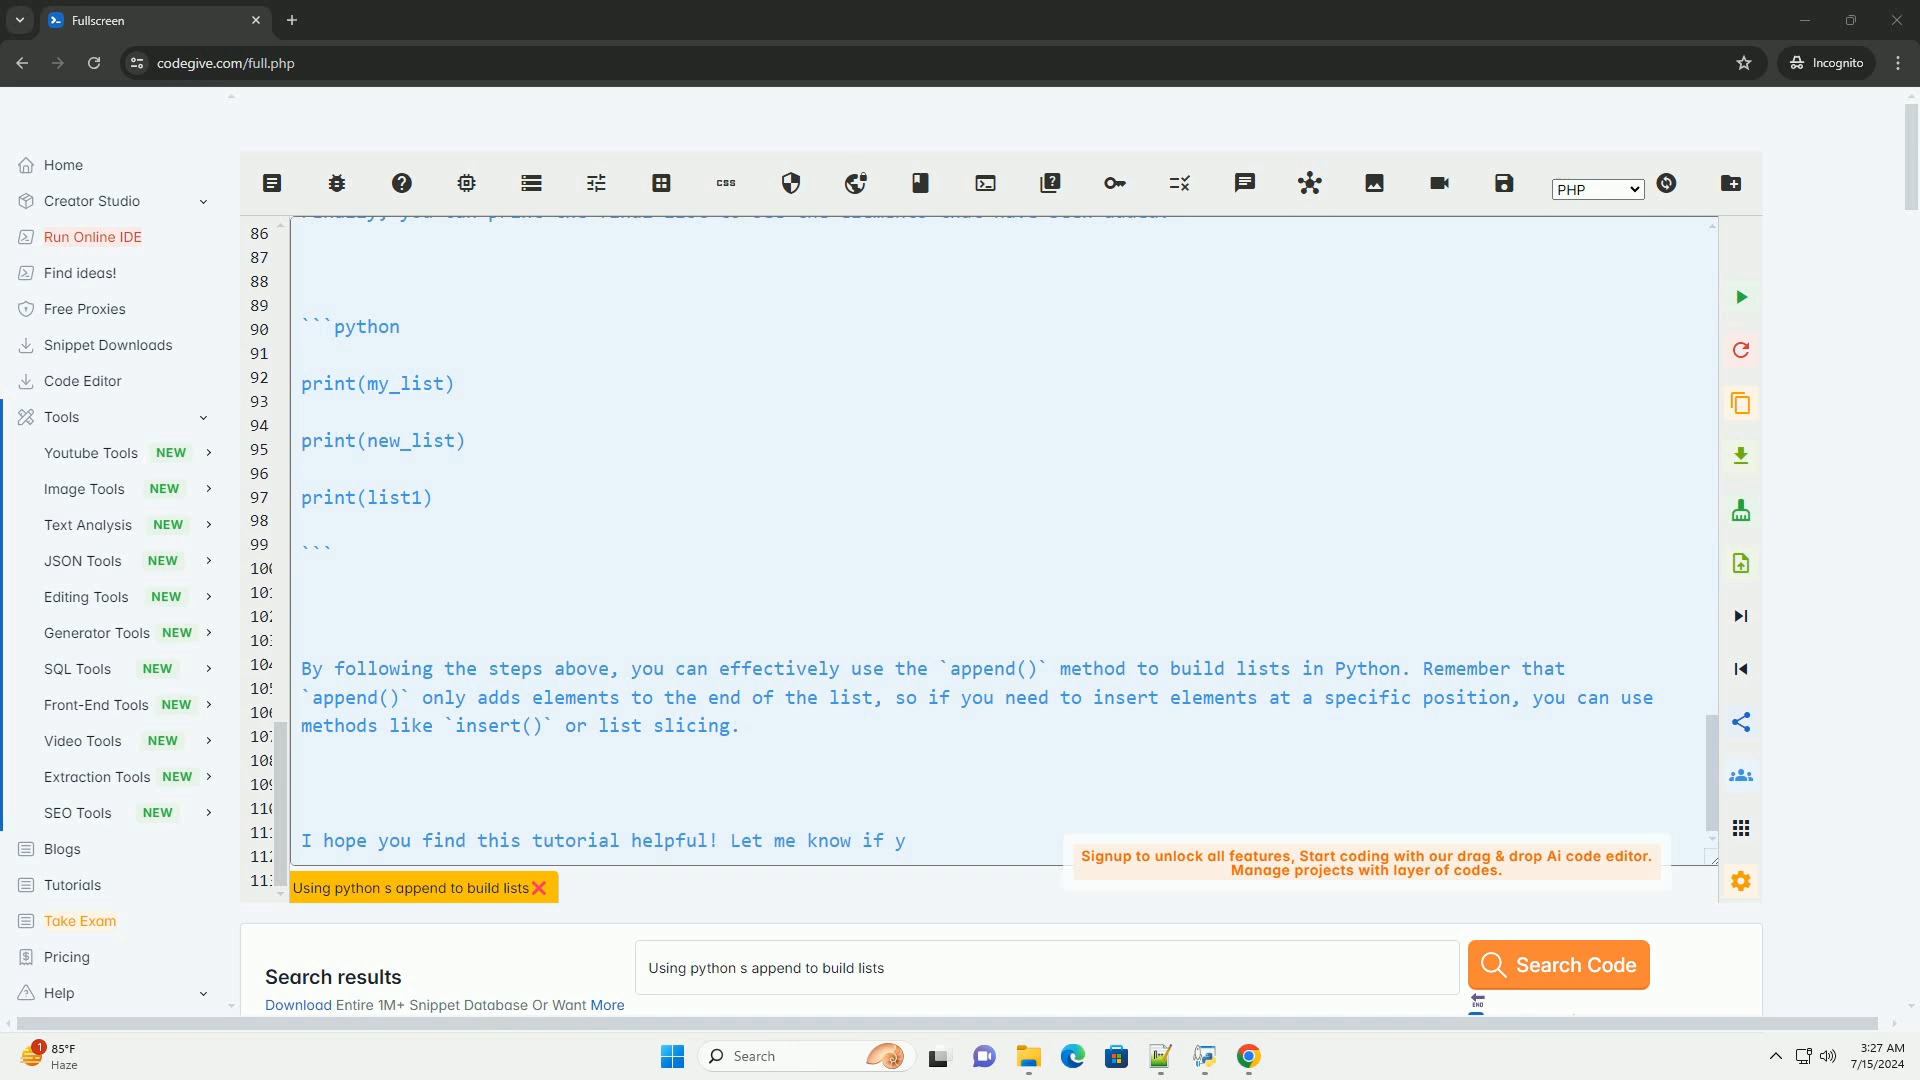 Fullscreen
codegive.com/full.php
Incognito
Home
Creator Studio
Run Online IDE
Find ideas!
Free Proxies
Snippet Downloads
Code Editor
Tools
Youtube Tools NEW
Image Tools NEW
Text Analysis NEW
JSON Tools NEW
Editing Tools NEW
Generator Tools NEW
SQL Tools NEW
Front-End Tools NEW
Video Tools NEW
Extraction Tools NEW
SEO Tools NEW
Blogs
Tutorials
Take Exam
Pricing
Help
css
PHP
86
87
88
89
90
91
92
93
94
95
96
97
98
99
```python
print(my_list)
print(new_list)
print(list1)
```
By following the steps above, you can effectively use the `append()` method to build lists in Python. Remember that
`append()` only adds elements to the end of the list, so if you need to insert elements at a specific position, you can use
methods like `insert()` or list slicing.
I hope you find this tutorial helpful! Let me know if y
Signup to unlock all features, Start coding with our drag & drop Ai code editor.
Manage projects with layer of codes.
Using python s append to build lists
Search results
Download Entire 1M+ Snippet Database Or Want More
Using python s append to build lists
Search Code
END
1
85°F
Haze
Search
3:27 AM
7/15/2024